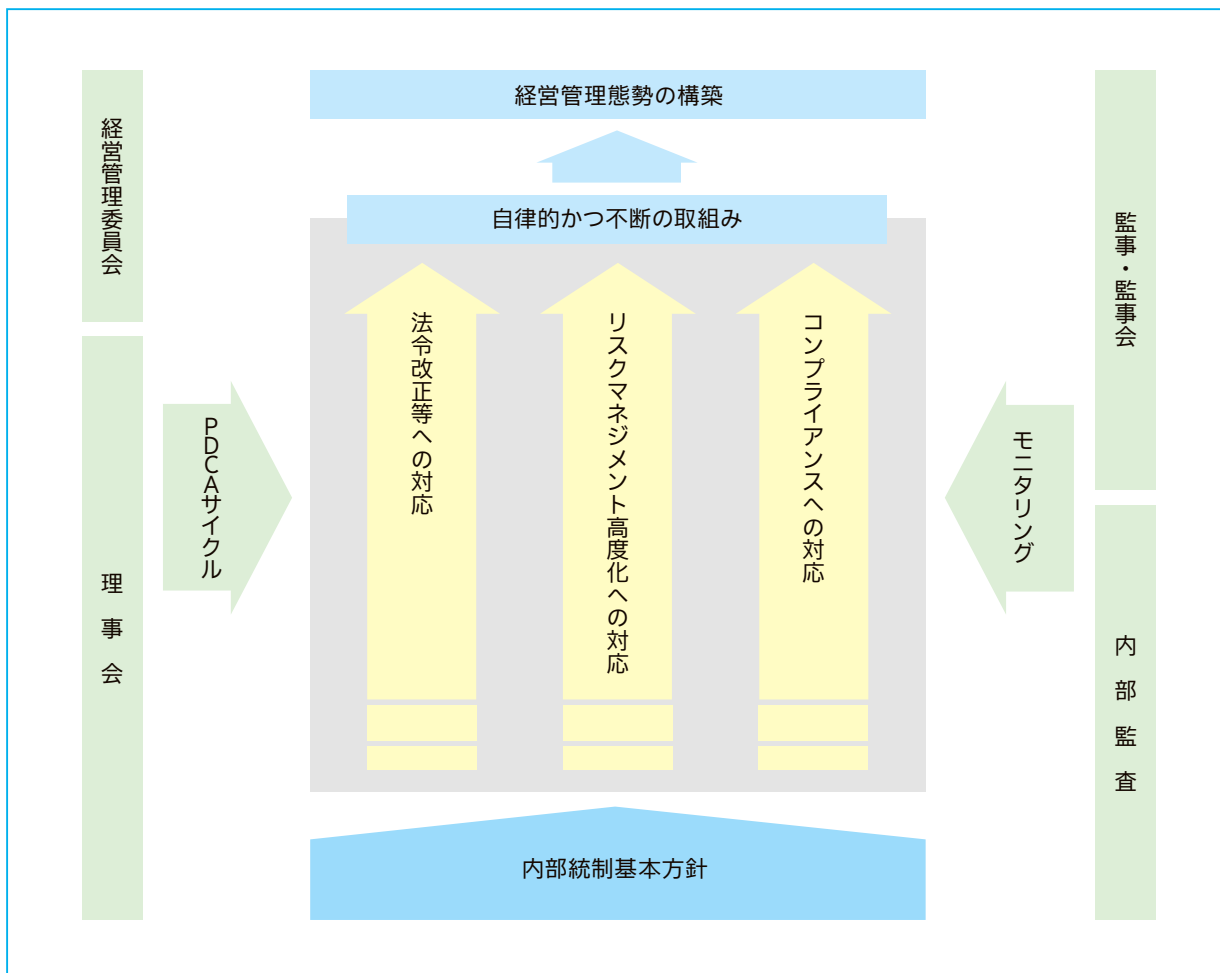 経営管理態勢の構築
自律的かつ不断の取組み
経営管理委員会
理事会
PDCAサイクル
法令改正等への対応
リスクマネジメント高度化への対応
コンプライアンスへの対応
モニタリング
監事・監事会
内部監査
内部統制基本方針